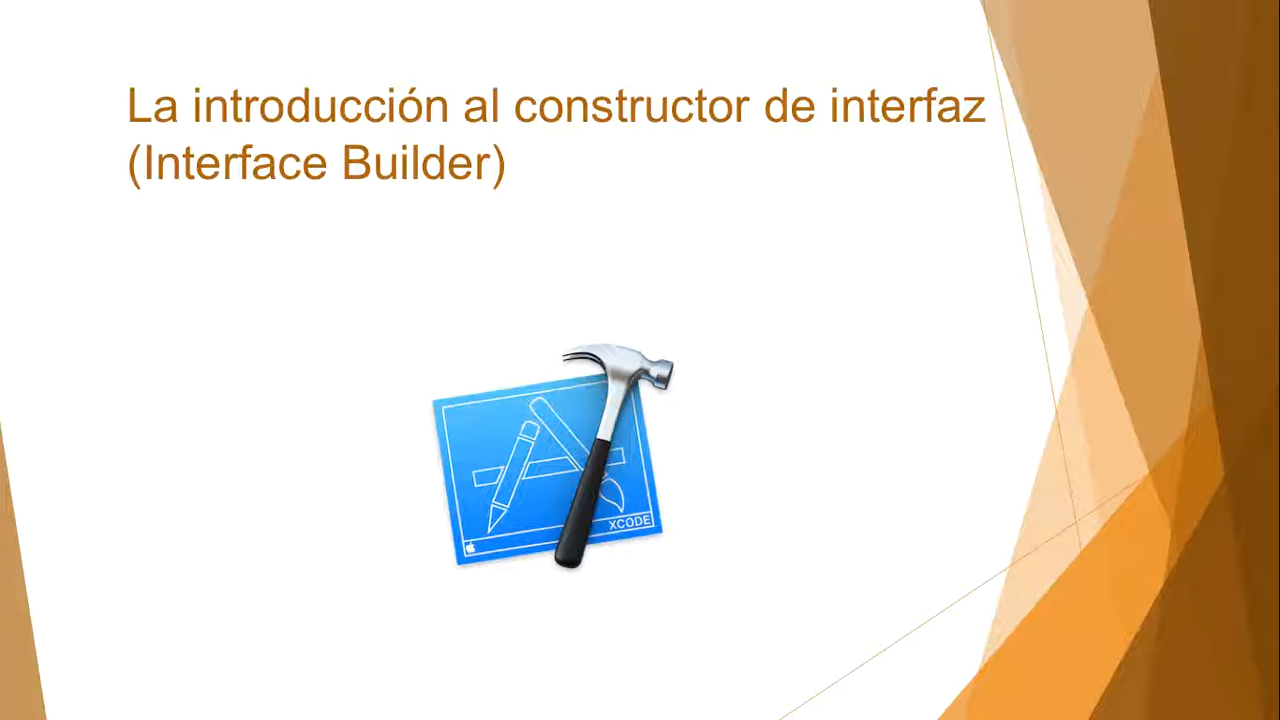 La introducción al constructor de interfaz
(Interface Builder)
XCODE